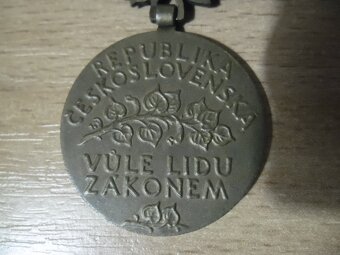 REPUBLIKA
ČESKOSLOVENSKÁ
VŮLE LIDU
ZÁKONEM